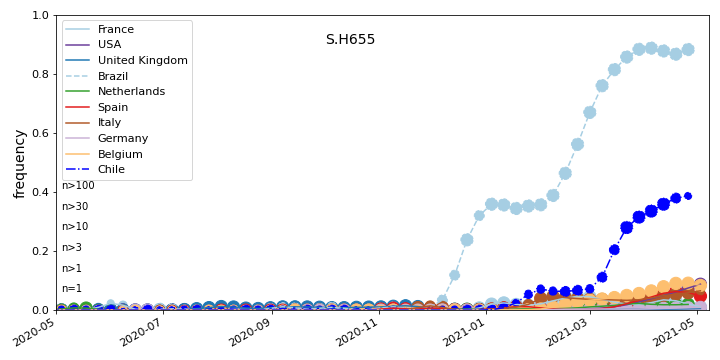 S.H655
France
USA
United Kingdom
Brazil
Netherlands
Spain
Italy
Germany
Belgium
Chile
n>100
n>30
n>10
n>3
n>1
n=1
frequency
1.0
0.8
0.6
0.4
0.2
0.0
2020-05
2020-07
2020-09
2020-11
2021-01
2021-03
2021-05